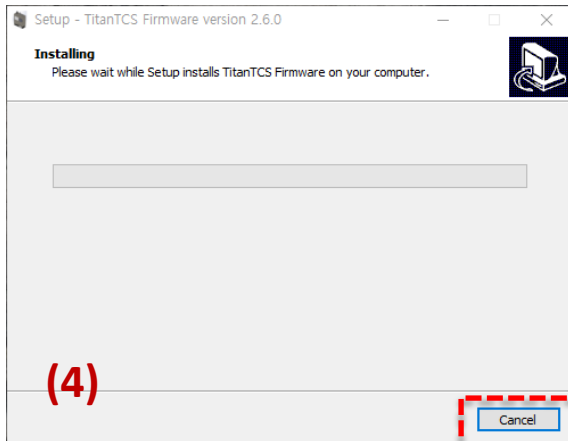 Setup - TitanTCS Firmware version 2.6.0
Installing
Please wait while Setup installs TitanTCS Firmware on your computer.
(4)
Cancel